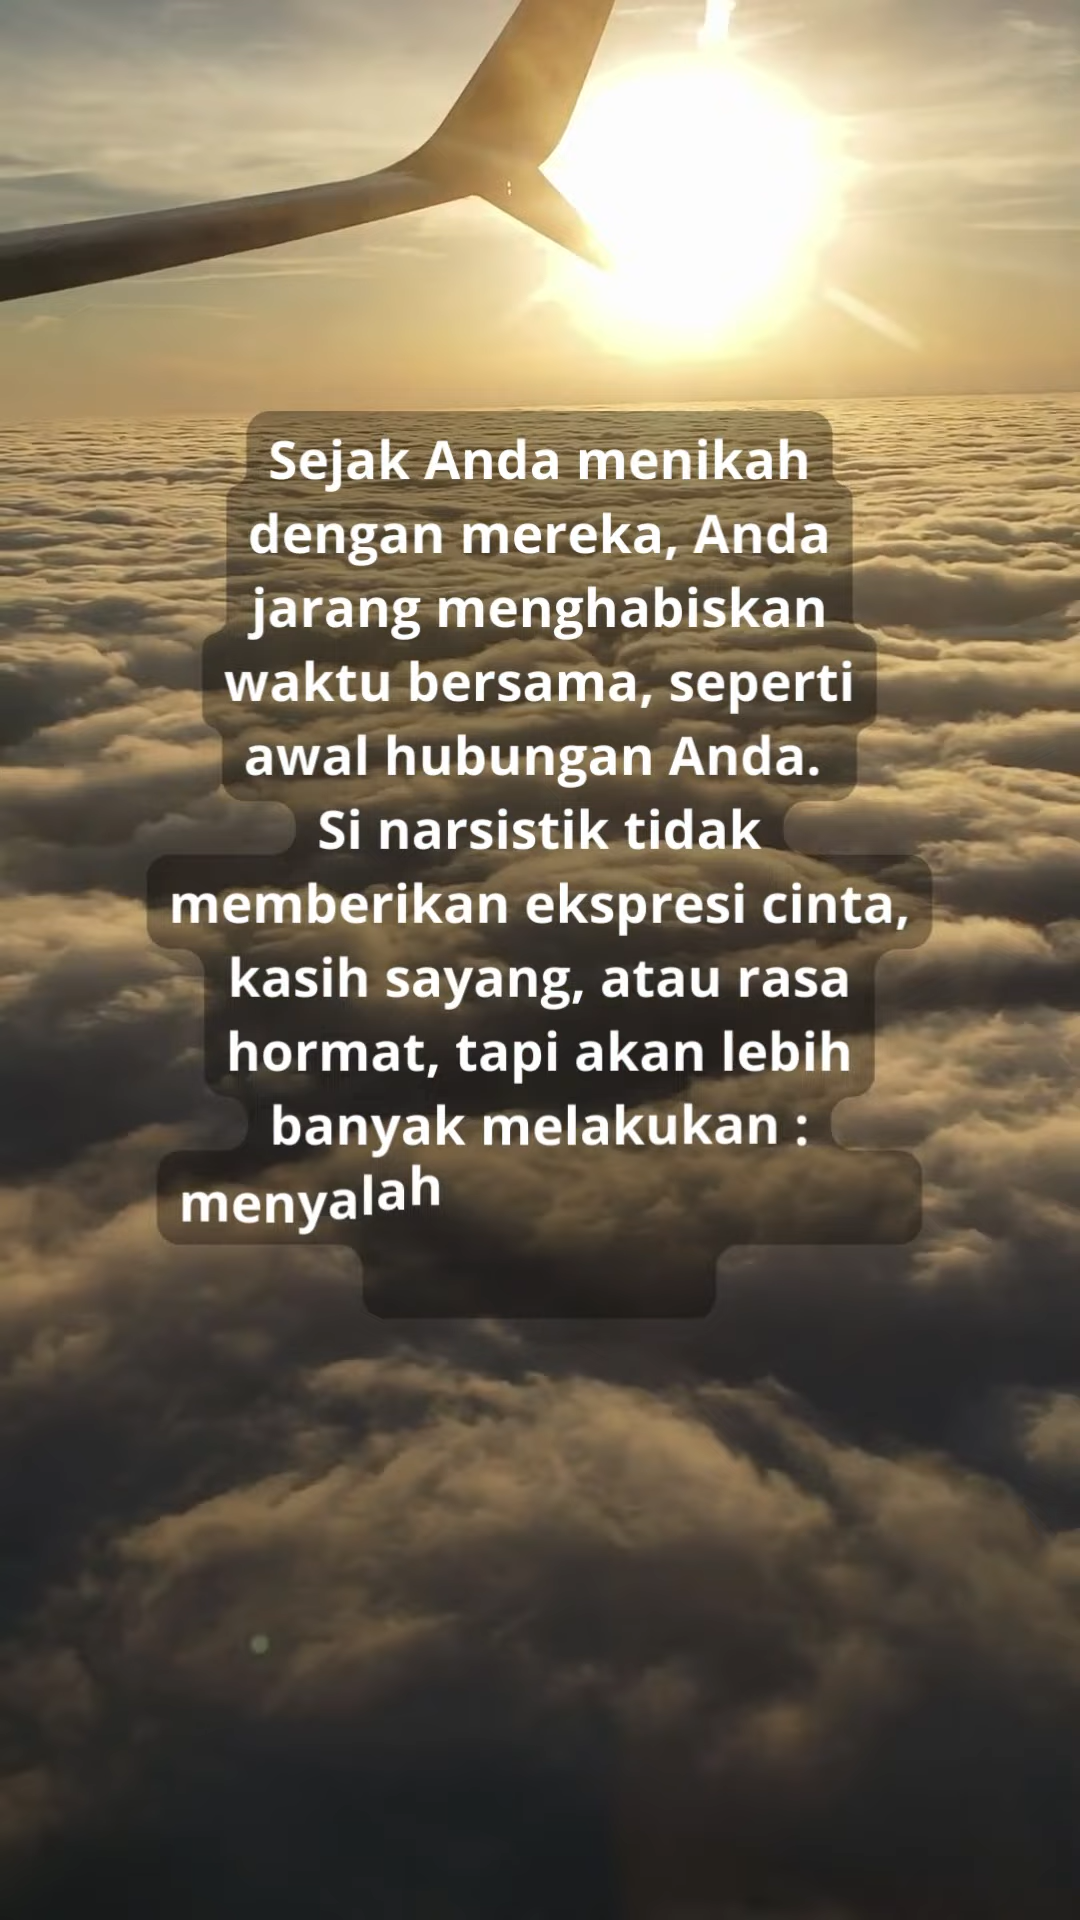 Sejak Anda menikah
dengan mereka, Anda
jarang menghabiskan
waktu bersama, seperti
awal hubungan Anda.
Si narsistik tidak
memberikan ekspresi cinta,
kasih sayang, atau rasa
hormat, tapi akan lebih
banyak melakukan :
menyalah